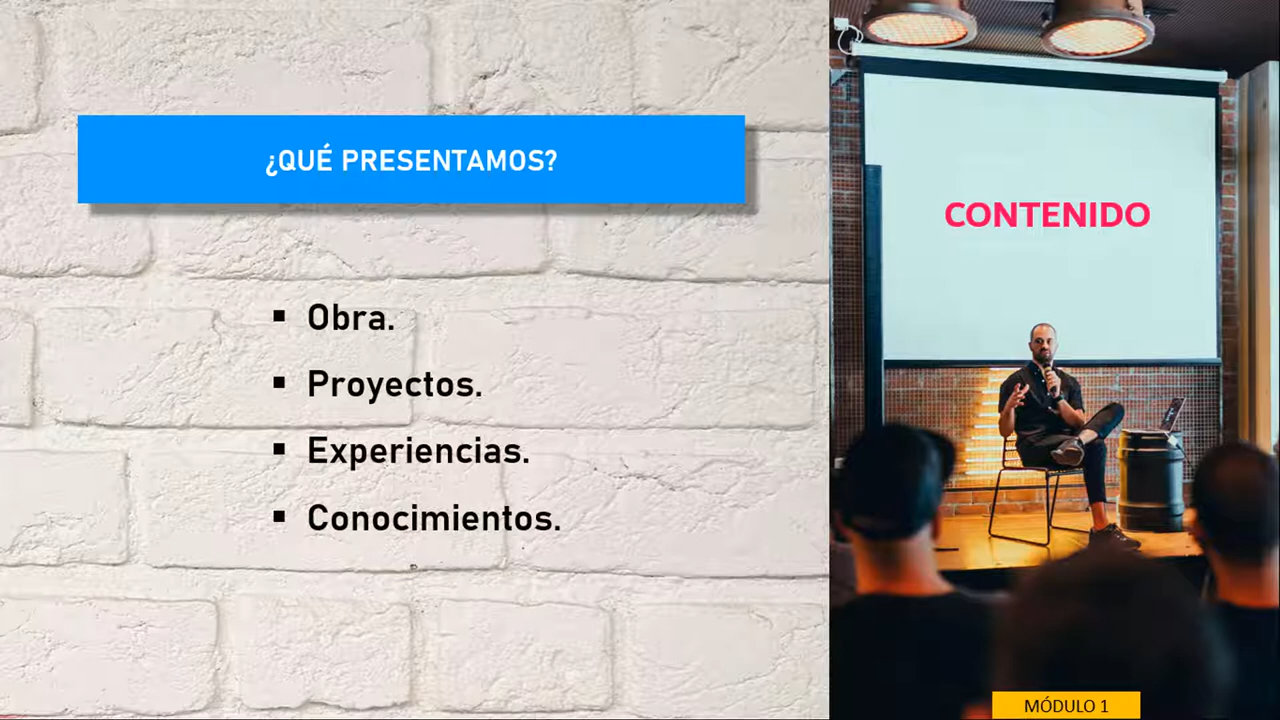 ¿QUÉ PRESENTAMOS?
▪ Obra.
▪ Proyectos.
▪ Experiencias.
▪ Conocimientos.
CONTENIDO
MÓDULO 1